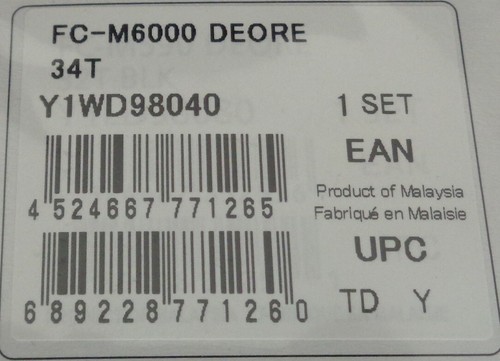 FC-M6000 DEORE
34T
Y1WD98040
1 SET
4 524667 771265
EAN
Product of Malaysia
Fabriqué en Malaisie
6 89228 77126 0
UPC
TD Y